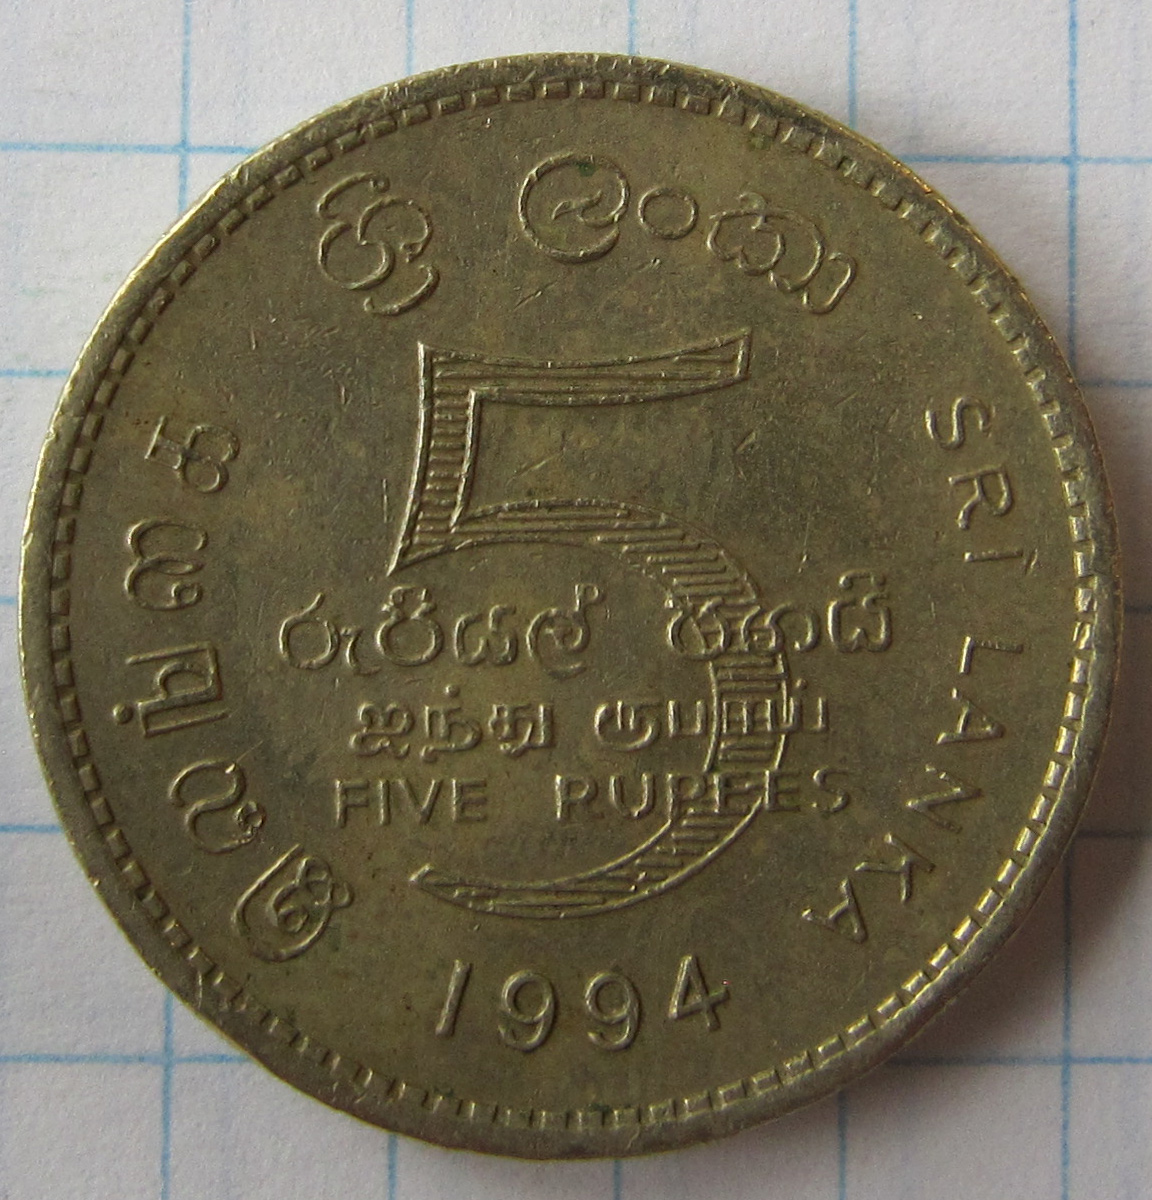 ශ්‍රී ලංකා
இலங்கை
SRI LANKA
5
රුපියල් පහයි
ஐந்து ரூபாய்
FIVE RUPEES
1994